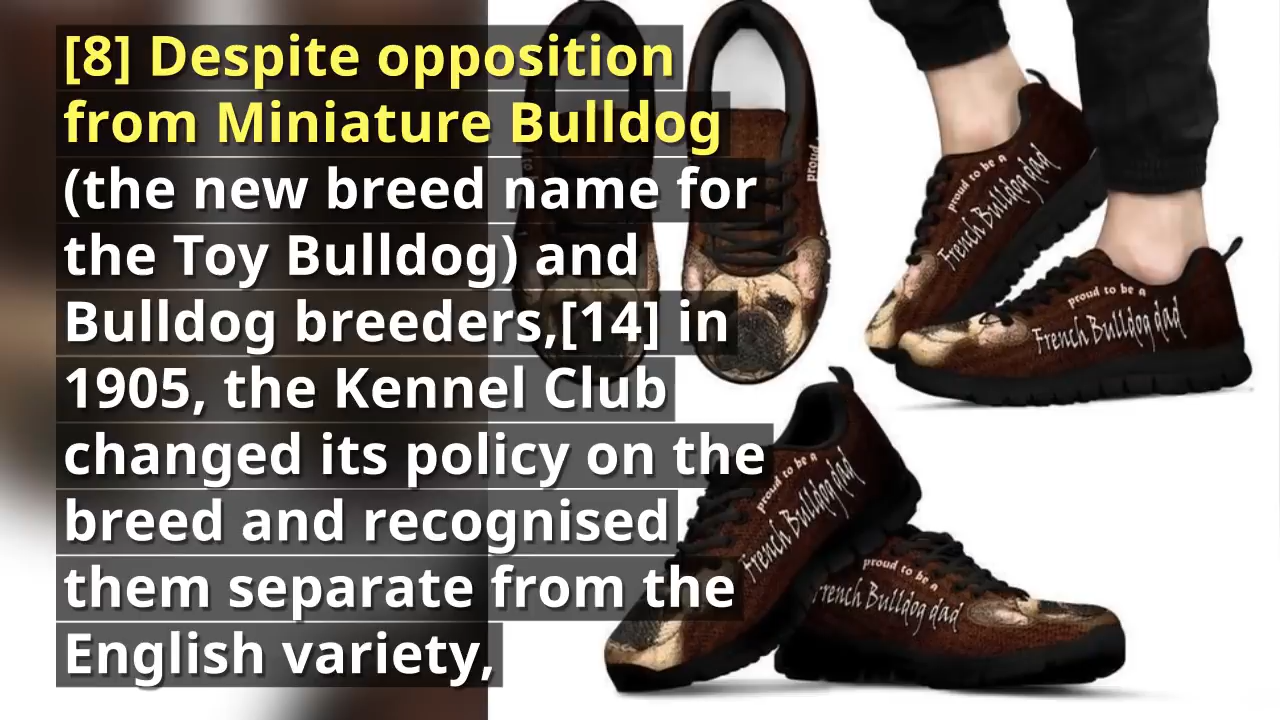 [8] Despite opposition
from Miniature Bulldog
(the new breed name for
the Toy Bulldog) and
Bulldog breeders,[14] in
1905, the Kennel Club
changed its policy on the
breed and recognised
them separate from the
English variety,
proud
proud to be a
French Bulldog dad
proud to be a
French Bulldog dad
proud to be a
French Bulldog dad
proud to be a
French Bulldog dad